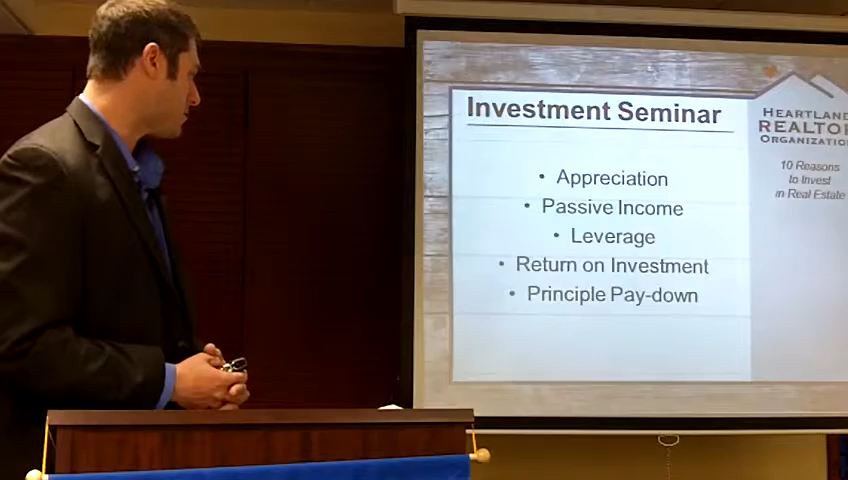 Investment Seminar
• Appreciation
• Passive Income
• Leverage
• Return on Investment
• Principle Pay-down
HEARTLAND
REALTOR
ORGANIZATIO
10 Reasons
to Invest
in Real Estate